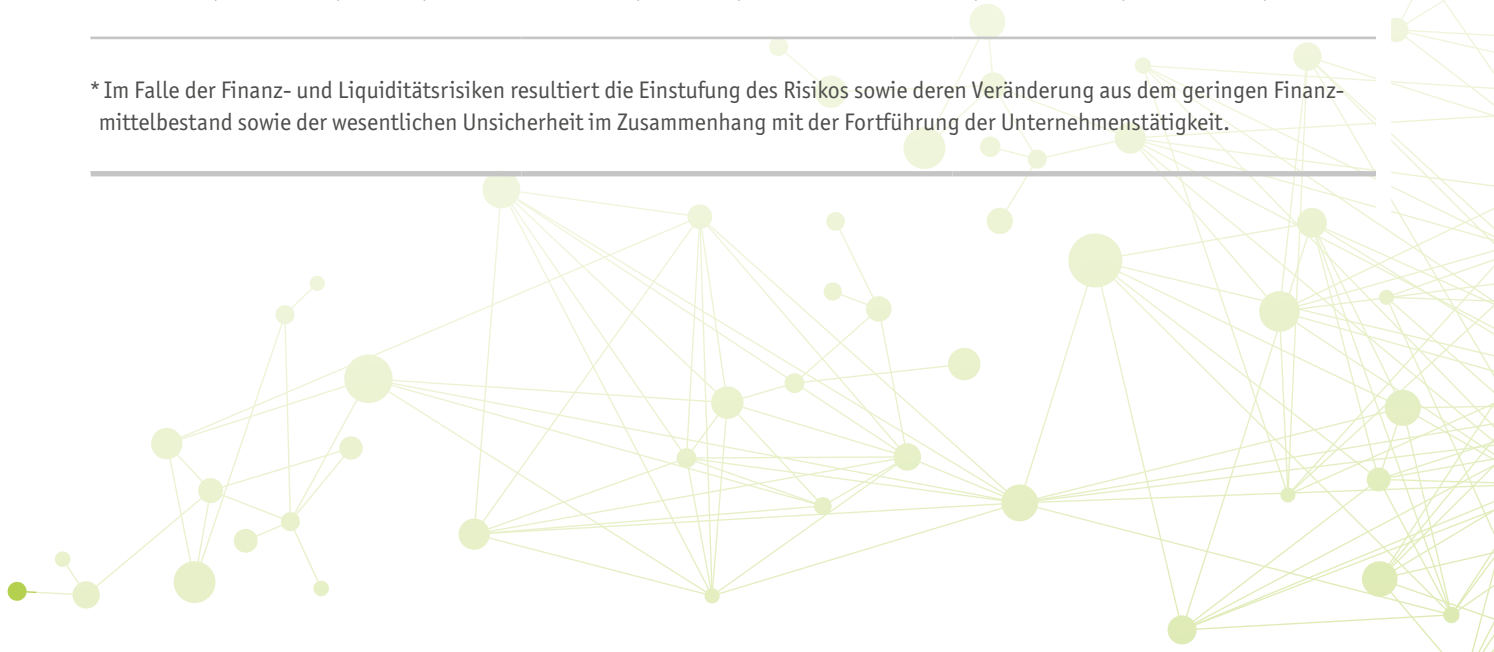 * Im Falle der Finanz- und Liquiditätsrisiken resultiert die Einstufung des Risikos sowie deren Veränderung aus dem geringen Finanz-
mittelbestand sowie der wesentlichen Unsicherheit im Zusammenhang mit der Fortführung der Unternehmenstätigkeit.